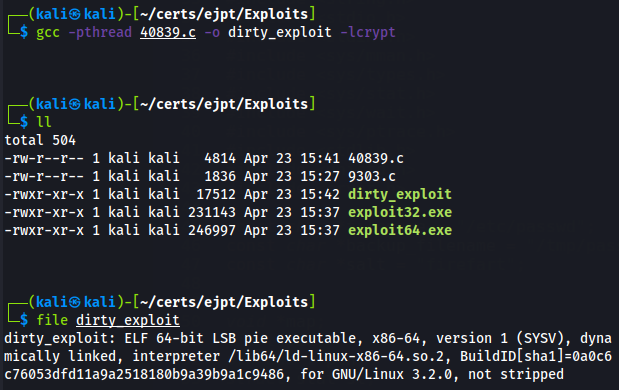 ┌──(kali㉿kali)-[~/certs/ejpt/Exploits]
└─$ gcc -pthread 40839.c -o dirty_exploit -lcrypt
┌──(kali㉿kali)-[~/certs/ejpt/Exploits]
└─$ ll
total 504
-rw-r--r-- 1 kali kali   4814 Apr 23 15:41 40839.c
-rw-r--r-- 1 kali kali   1836 Apr 23 15:27 9303.c
-rwxr-xr-x 1 kali kali  17512 Apr 23 15:42 dirty_exploit
-rwxr-xr-x 1 kali kali 231143 Apr 23 15:37 exploit32.exe
-rwxr-xr-x 1 kali kali 246997 Apr 23 15:37 exploit64.exe
┌──(kali㉿kali)-[~/certs/ejpt/Exploits]
└─$ file dirty_exploit
dirty_exploit: ELF 64-bit LSB pie executable, x86-64, version 1 (SYSV), dyna
mically linked, interpreter /lib64/ld-linux-x86-64.so.2, BuildID[sha1]=0a0c6
c76053dfd11a9a2518180b9a39b9a1c9486, for GNU/Linux 3.2.0, not stripped